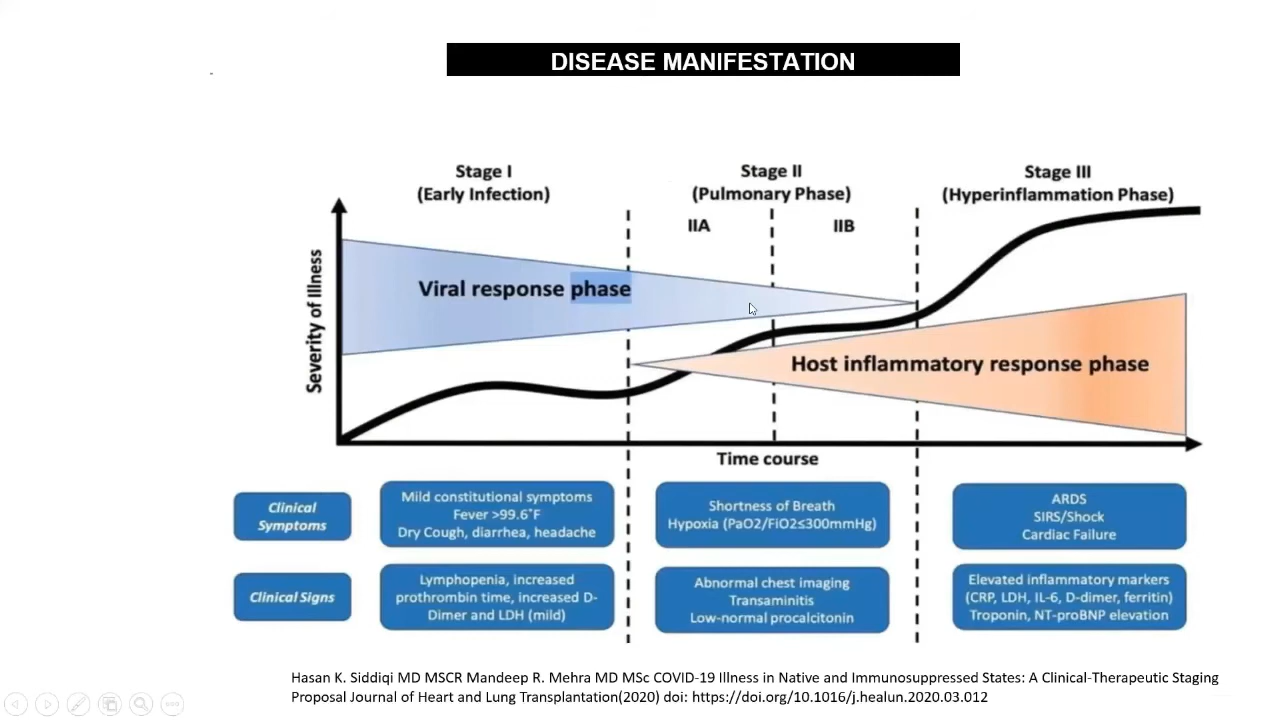 DISEASE MANIFESTATION
Stage I
(Early Infection)
Stage II
(Pulmonary Phase)
IIA
IIB
Stage III
(Hyperinflammation Phase)
Severity of Illness
Viral response phase
Host inflammatory response phase
Time course
Clinical
Symptoms
Mild constitutional symptoms
Fever >99.6°F
Dry Cough, diarrhea, headache
Shortness of Breath
Hypoxia (PaO2/FiO2≤300mmHg)
ARDS
SIRS/Shock
Cardiac Failure
Clinical Signs
Lymphopenia, increased
prothrombin time, increased D-
Dimer and LDH (mild)
Abnormal chest imaging
Transaminitis
Low-normal procalcitonin
Elevated inflammatory markers
(CRP, LDH, IL-6, D-dimer, ferritin)
Troponin, NT-proBNP elevation
Hasan K. Siddiqi MD MSCR Mandeep R. Mehra MD MSc COVID-19 Illness in Native and Immunosuppressed States: A Clinical-Therapeutic Staging
Proposal Journal of Heart and Lung Transplantation(2020) doi: https://doi.org/10.1016/j.healun.2020.03.012